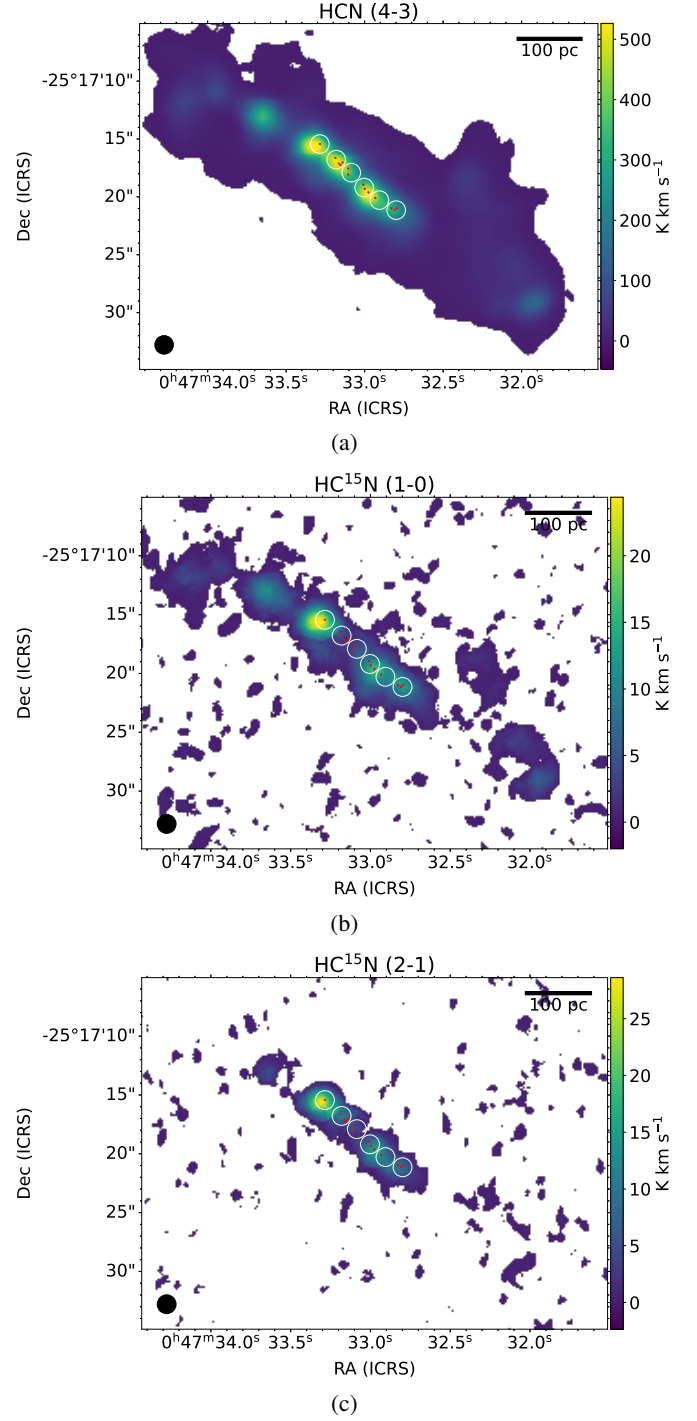 HCN (4-3)
100 pc
-25°17'10"
15"
20"
25"
30"
Dec (ICRS)
0ʰ47ᵐ34.0ˢ 33.5ˢ 33.0ˢ 32.5ˢ 32.0ˢ
RA (ICRS)
500
400
300
200
100
0
K km s⁻¹
(a)
HC¹⁵N (1-0)
100 pc
-25°17'10"
15"
20"
25"
30"
Dec (ICRS)
0ʰ47ᵐ34.0ˢ 33.5ˢ 33.0ˢ 32.5ˢ 32.0ˢ
RA (ICRS)
20
15
10
5
0
K km s⁻¹
(b)
HC¹⁵N (2-1)
100 pc
-25°17'10"
15"
20"
25"
30"
Dec (ICRS)
0ʰ47ᵐ34.0ˢ 33.5ˢ 33.0ˢ 32.5ˢ 32.0ˢ
RA (ICRS)
25
20
15
10
5
0
K km s⁻¹
(c)